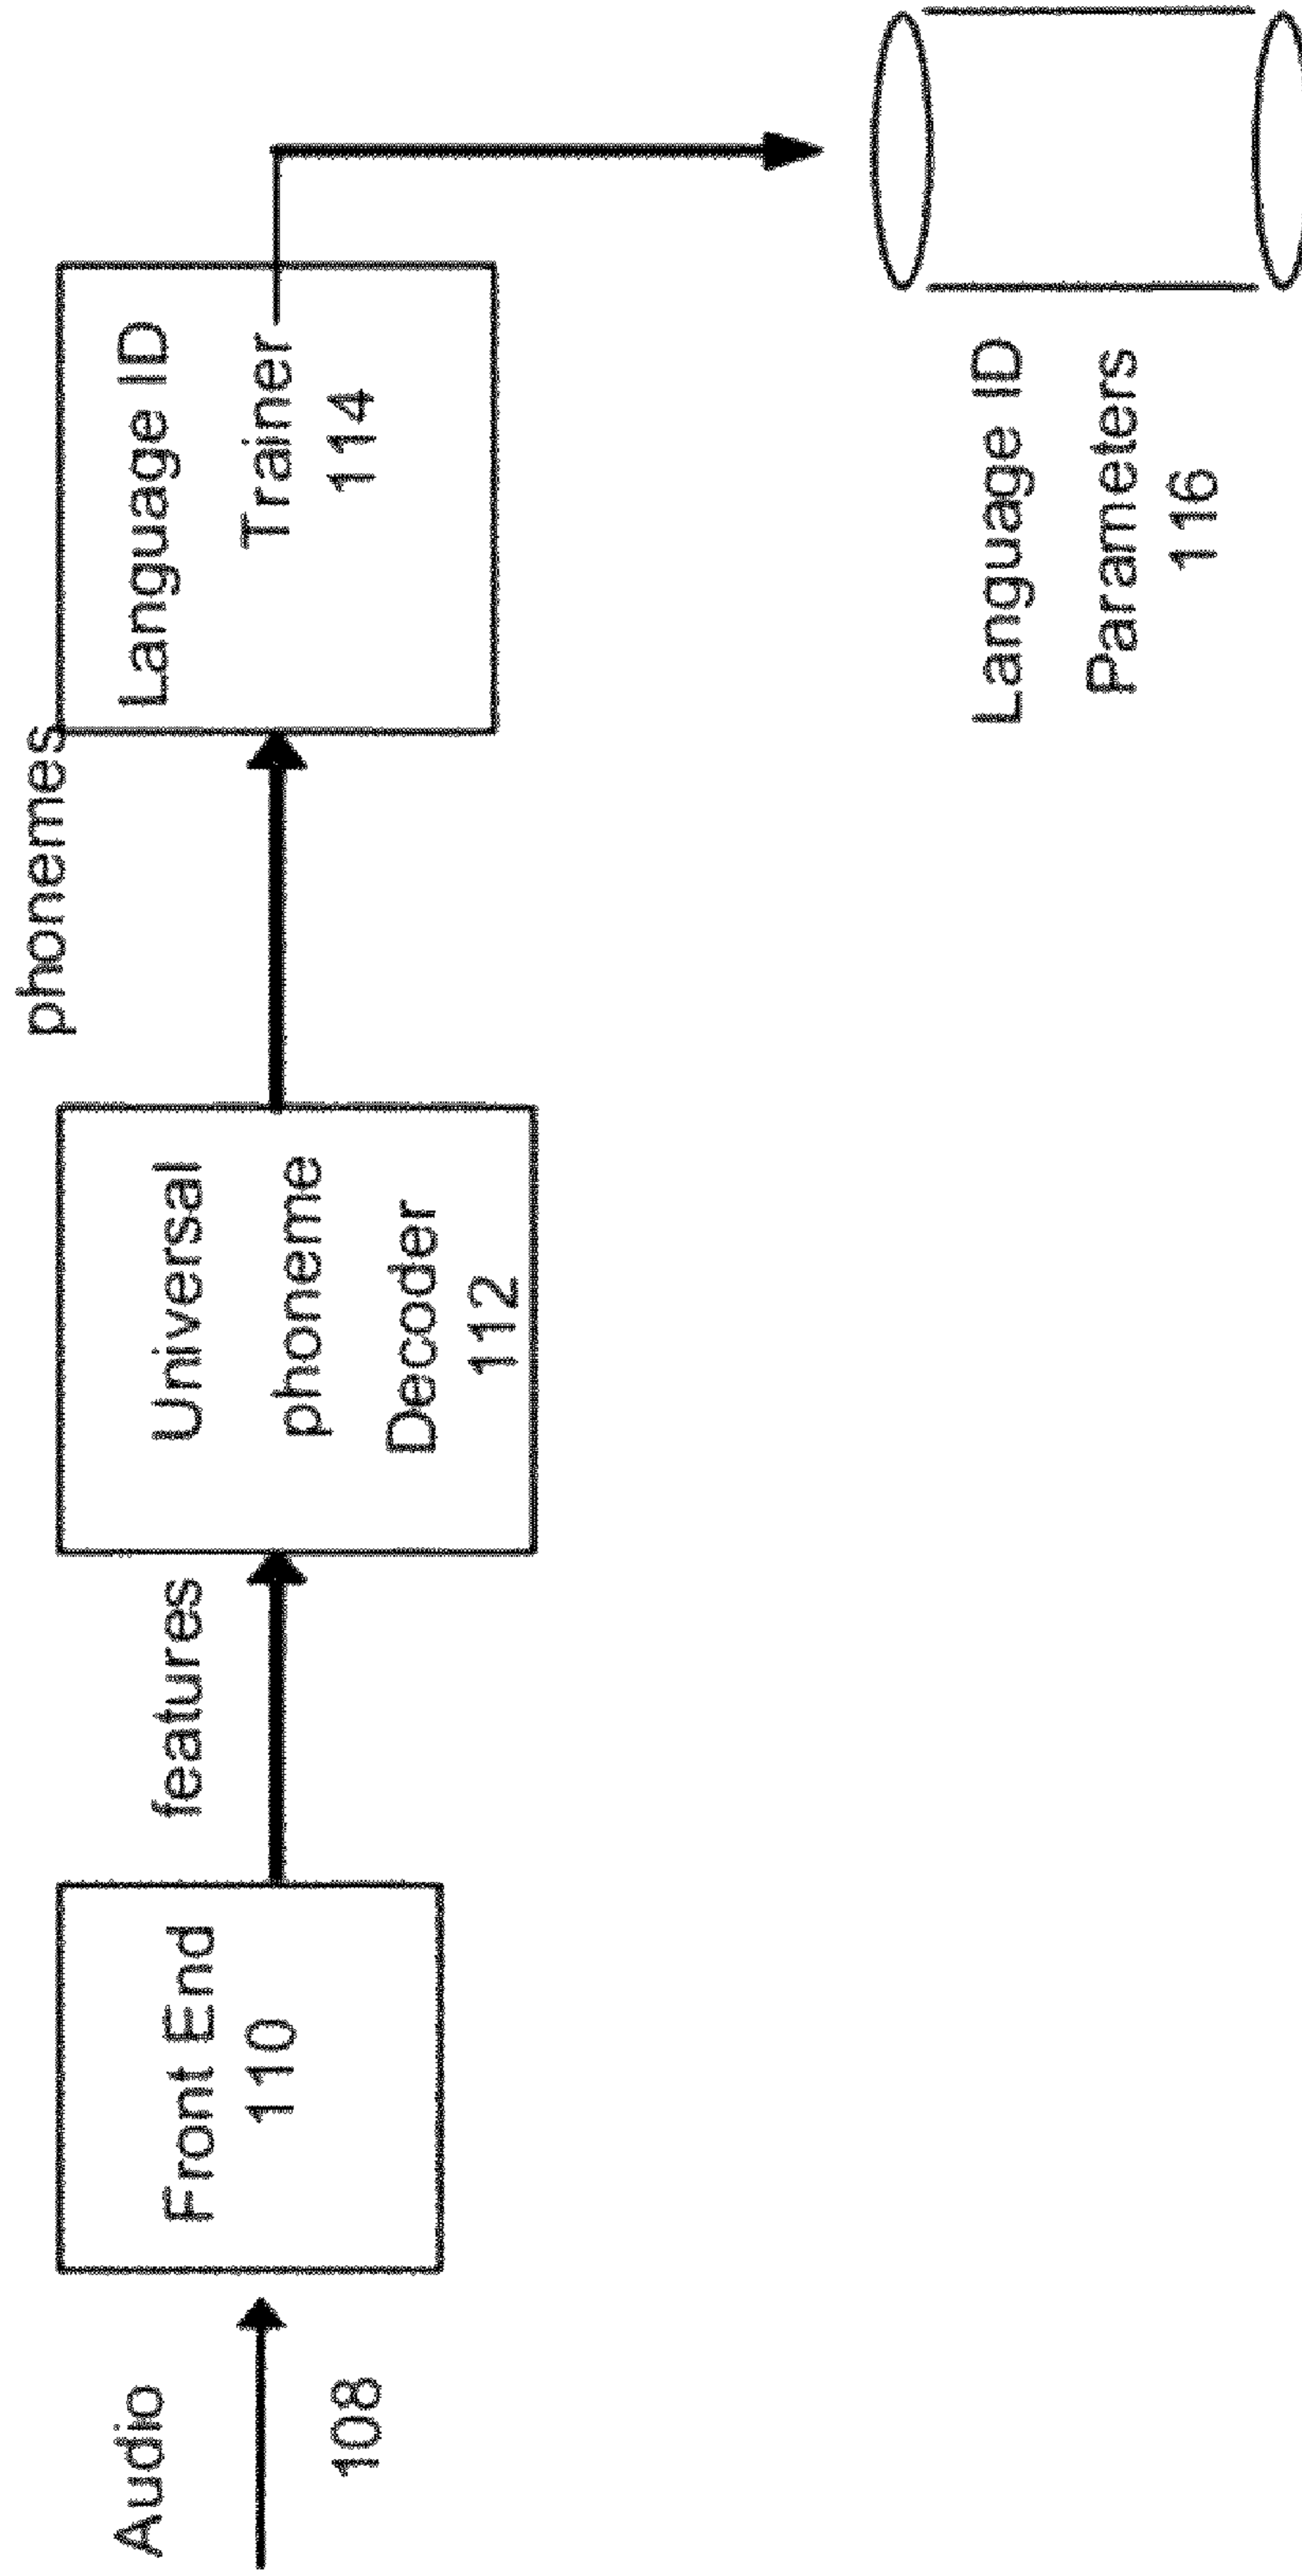 Audio
108
Front End
110
features
Universal
phoneme
Decoder
112
phonemes
Language ID
Trainer
114
Language ID
Parameters
116